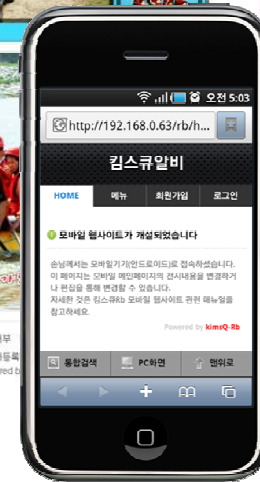 오전 5:03
http://192.168.0.63/rb/h...
킴스큐알비
HOME 메뉴 회원가입 로그인
모바일 웹사이트가 개설되었습니다
손님께서는 모바일기기(안드로이드)로 접속하셨습니다.
이 페이지는 모바일 메인페이지의 전시내용을 변경하거
나 편집을 통해 변경할 수 있습니다.
자세한 것은 킴스큐Rb 모바일 웹사이트 관련 매뉴얼을
참고하세요.
Powered by kimsQ-Rb
통합검색 PC화면 맨위로
부
등록
red b